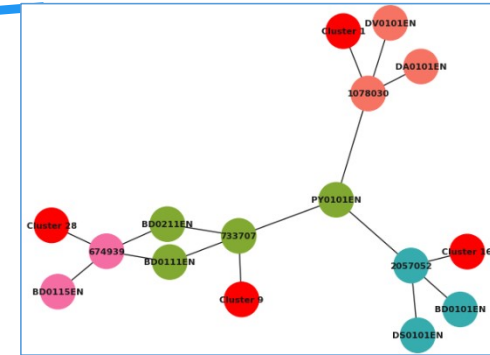 DV0101EN
Cluster 1
DA0101EN
1078030
PY0101EN
BD0211EN
Cluster 28
733707
674939
BD0111EN
Cluster 16
2057052
BD0115EN
Cluster 9
BD0101EN
DS0101EN